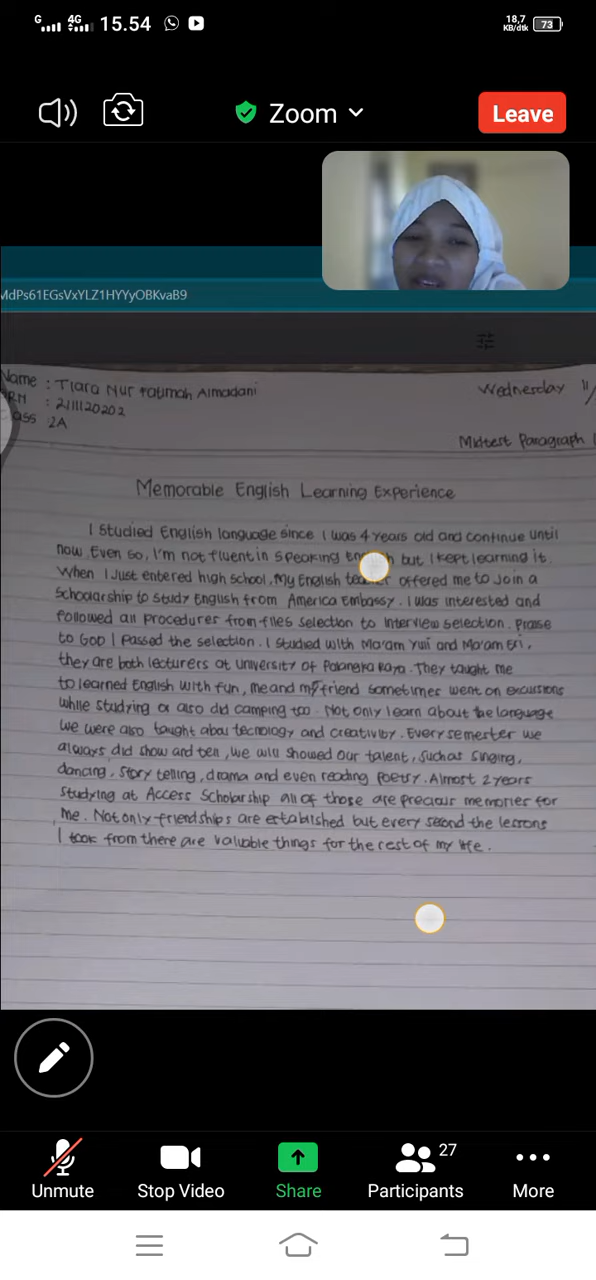 G 4G 15.54 18,7 KB/dtk 73
Zoom
Leave
MdPs61EGsVxYLZ1HYYyOBKvaB9
Name : Tiara Nur Fatimah Almadani
Wednesday 11/
: 2111120202
2A
Midtest Paragraph
Memorable English Learning Experience
I studied English language since I was 4 years old and continue until
now. Even so, I'm not fluent in speaking but I kept learning it.
When I Just entered high school, My English offered me to Join a
Schoolarship to study English from America Embassy. I was interested and
followed all procedurer from files selection to interview selection. Praise
to God I passed the selection. I studied with Ma'am Yuli and Ma'am Eri,
they are both lecturers at University of Palangka Raya. They taught me
to learned English with fun, me and my friend sometimes went on excursions
while studying or also did camping too. Not only learn about the language
we were also taught abau tecnology and creativity. Every semester we
always did show and tell, we all showed our talent, such as singing,
dancing, story telling, drama and even reading poetry. Almost 2 years
studying at Access Scholarship all of those are precious memories for
me. Not only friendships are established but every second the lessons
I took from there are valuable things for the rest of my life.
Unmute
Stop Video
Share
Participants
27
More